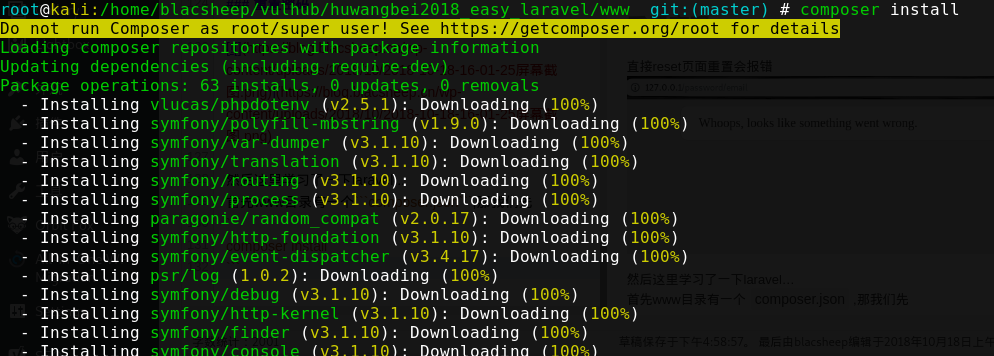 root@kali:/home/blacsheep/vulhub/huwangbei2018_easy_laravel/www git:(master) # composer install
Do not run Composer as root/super user! See https://getcomposer.org/root for details
Loading composer repositories with package information
Updating dependencies (including require-dev)
Package operations: 63 installs, 0 updates, 0 removals
- Installing vlucas/phpdotenv (v2.5.1): Downloading (100%)
- Installing symfony/polyfill-mbstring (v1.9.0): Downloading (100%)
- Installing symfony/var-dumper (v3.1.10): Downloading (100%)
- Installing symfony/translation (v3.1.10): Downloading (100%)
- Installing symfony/routing (v3.1.10): Downloading (100%)
- Installing symfony/process (v3.1.10): Downloading (100%)
- Installing paragonie/random_compat (v2.0.17): Downloading (100%)
- Installing symfony/http-foundation (v3.1.10): Downloading (100%)
- Installing symfony/event-dispatcher (v3.4.17): Downloading (100%)
- Installing psr/log (1.0.2): Downloading (100%)
- Installing symfony/debug (v3.1.10): Downloading (100%)
- Installing symfony/http-kernel (v3.1.10): Downloading (100%)
- Installing symfony/finder (v3.1.10): Downloading (100%)
- Installing symfony/console (v3.1.10): Downloading (100%)
直接reset页面重置会报错
127.0.0
Whoops, looks like something went wrong.
然后这里学习了一下laravel...
首先www目录有一个 composer.json ,那我们先
草稿保存于下午4:58:57。 最后由blacsheep编辑于2018年10月18日上午